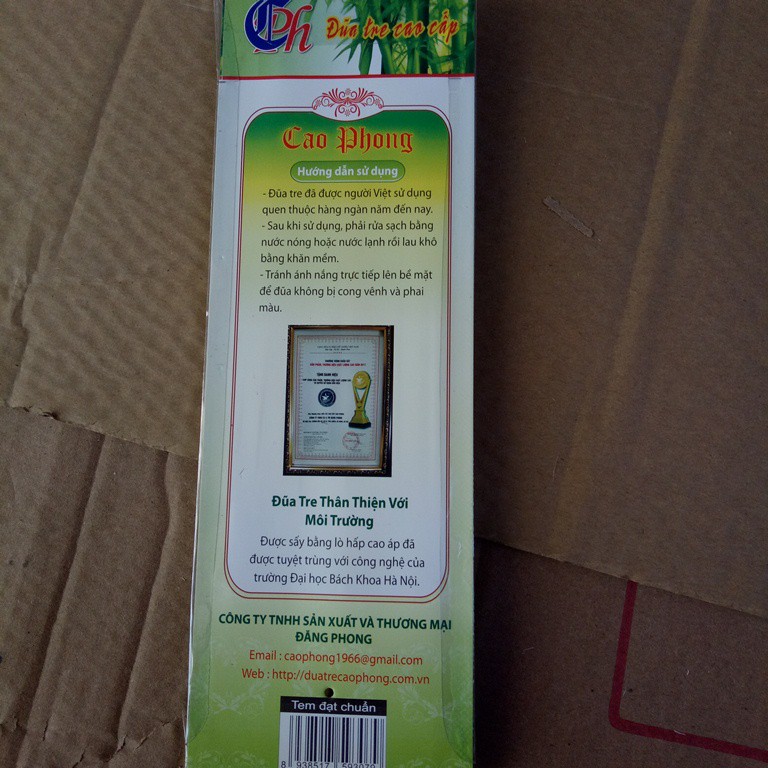 CPh Đũa tre cao cấp
Cao Phong
Hướng dẫn sử dụng
- Đũa tre đã được người Việt sử dụng
quen thuộc hàng ngàn năm đến nay.
- Sau khi sử dụng, phải rửa sạch bằng
nước nóng hoặc nước lạnh rồi lau khô
bằng khăn mềm.
- Tránh ánh nắng trực tiếp lên bề mặt
để đũa không bị cong vênh và phai
màu.
Đũa Tre Thân Thiện Với
Môi Trường
Được sấy bằng lò hấp cao áp đã
được tuyệt trùng với công nghệ của
trường Đại học Bách Khoa Hà Nội.
CÔNG TY TNHH SẢN XUẤT VÀ THƯƠNG MẠI
ĐĂNG PHONG
Email : caophong1966@gmail.com
Web : http://duatrecaophong.com.vn
Tem đạt chuẩn
8 938517 593070